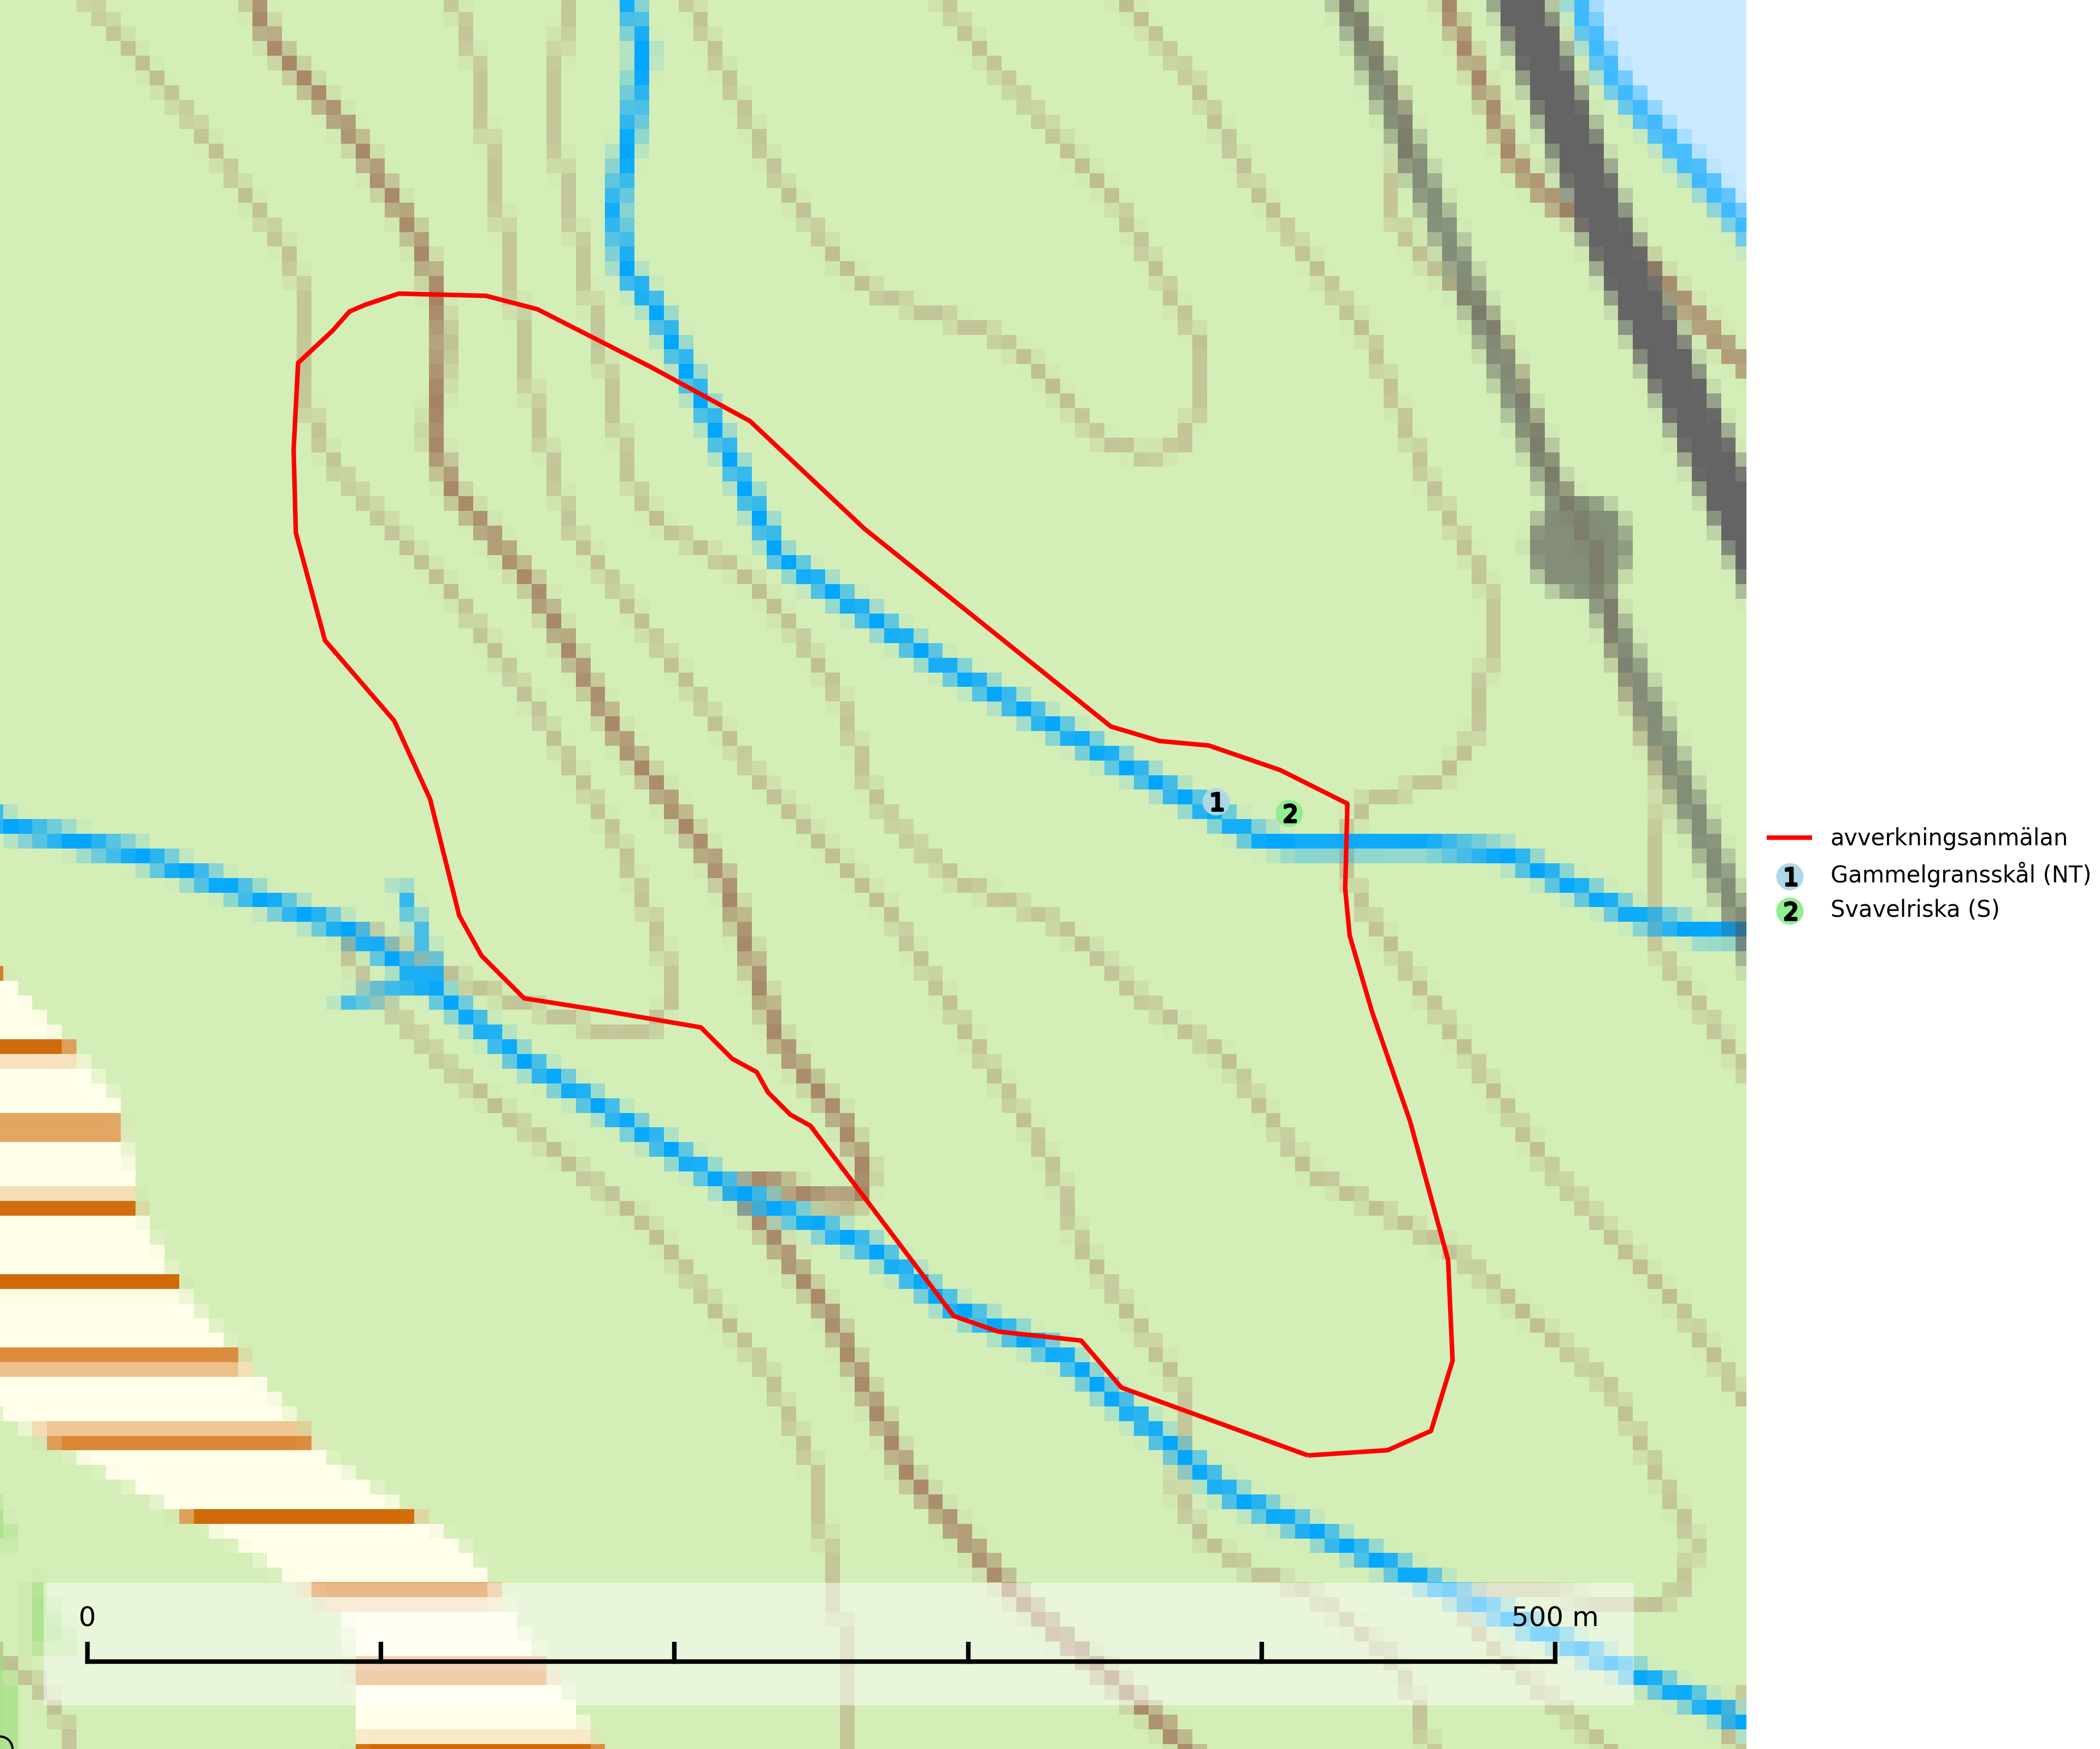 1
2
avverkningsanmälan
1 Gammelgransskål (NT)
2 Svavelriska (S)
0 500 m